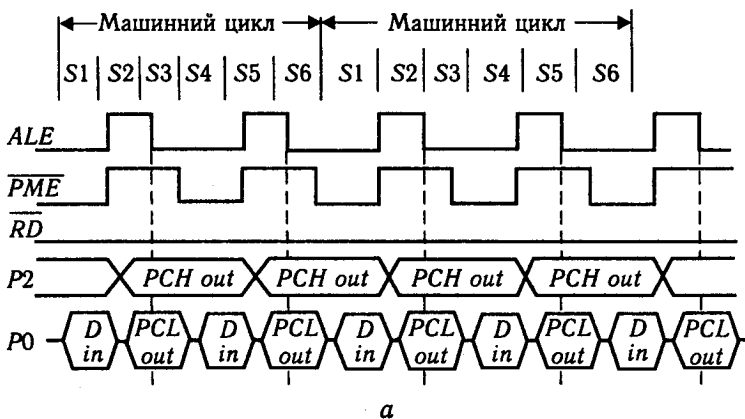 Машинний цикл Машинний цикл
S1 S2 S3 S4 S5 S6 S1 S2 S3 S4 S5 S6
ALE
PME
RD
P2 PCH out PCH out PCH out PCH out
P0 D in PCL out D in PCL out D in PCL out D in PCL out D in PCL out
а